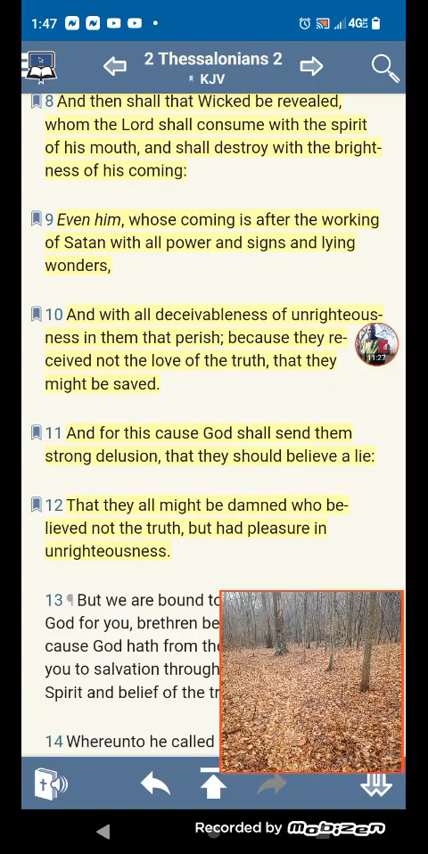 1:47
4GE
2 Thessalonians 2
KJV
8 And then shall that Wicked be revealed,
whom the Lord shall consume with the spirit
of his mouth, and shall destroy with the bright-
ness of his coming:
9 Even him, whose coming is after the working
of Satan with all power and signs and lying
wonders,
10 And with all deceivableness of unrighteous-
ness in them that perish; because they re-
ceived not the love of the truth, that they
might be saved.
11:27
11 And for this cause God shall send them
strong delusion, that they should believe a lie:
12 That they all might be damned who be-
lieved not the truth, but had pleasure in
unrighteousness.
13 ¶ But we are bound to
God for you, brethren be
cause God hath from the
you to salvation through
Spirit and belief of the tr
14 Whereunto he called
Recorded by Mobizen